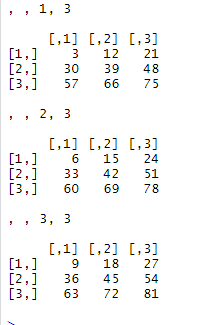 , , 1, 3
[,1] [,2] [,3]
[1,] 3 12 21
[2,] 30 39 48
[3,] 57 66 75
, , 2, 3
[,1] [,2] [,3]
[1,] 6 15 24
[2,] 33 42 51
[3,] 60 69 78
, , 3, 3
[,1] [,2] [,3]
[1,] 9 18 27
[2,] 36 45 54
[3,] 63 72 81
>